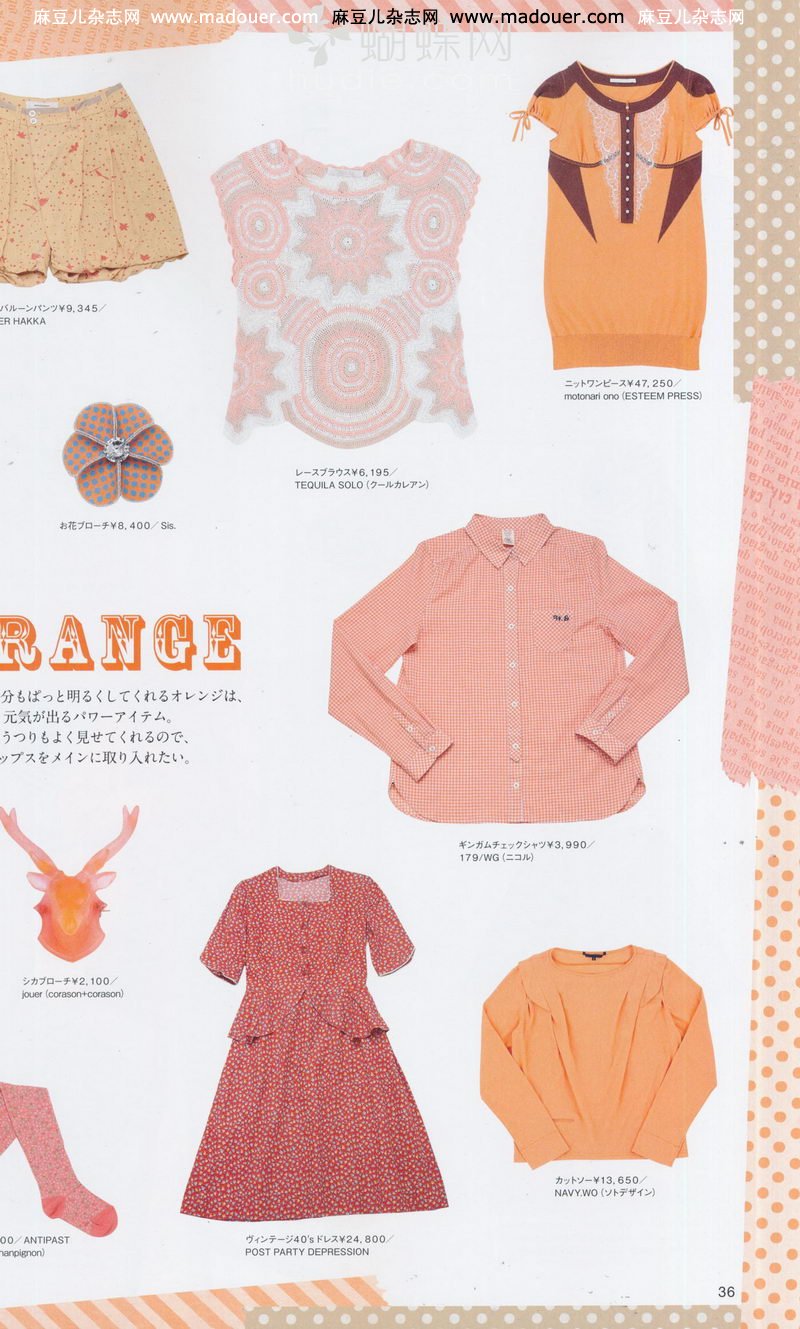 麻豆儿杂志网 www.madouer.com 麻豆儿杂志网 www.madouer.com 麻豆儿杂志网
蝴蝶网
hudie.com
バルーンパンツ¥9,345／
ER HAKKA
ニットワンピース¥47,250／
motonari ono (ESTEEM PRESS)
レースブラウス¥6,195／
TEQUILA SOLO (クールカレアン)
お花ブローチ¥8,400／Sis.
RANGE
分もぱっと明るくしてくれるオレンジは、
元気が出るパワーアイテム。
うつりもよく見せてくれるので、
ップスをメインに取り入れたい。
ギンガムチェックシャツ¥3,990／
179/WG (ニコル)
シカブローチ¥2,100／
jouer (corason+corason)
カットソー¥13,650／
NAVY.WO (ソトデザイン)
00／ANTIPAST
hanpignon)
ヴィンテージ40'sドレス¥24,800／
POST PARTY DEPRESSION
36